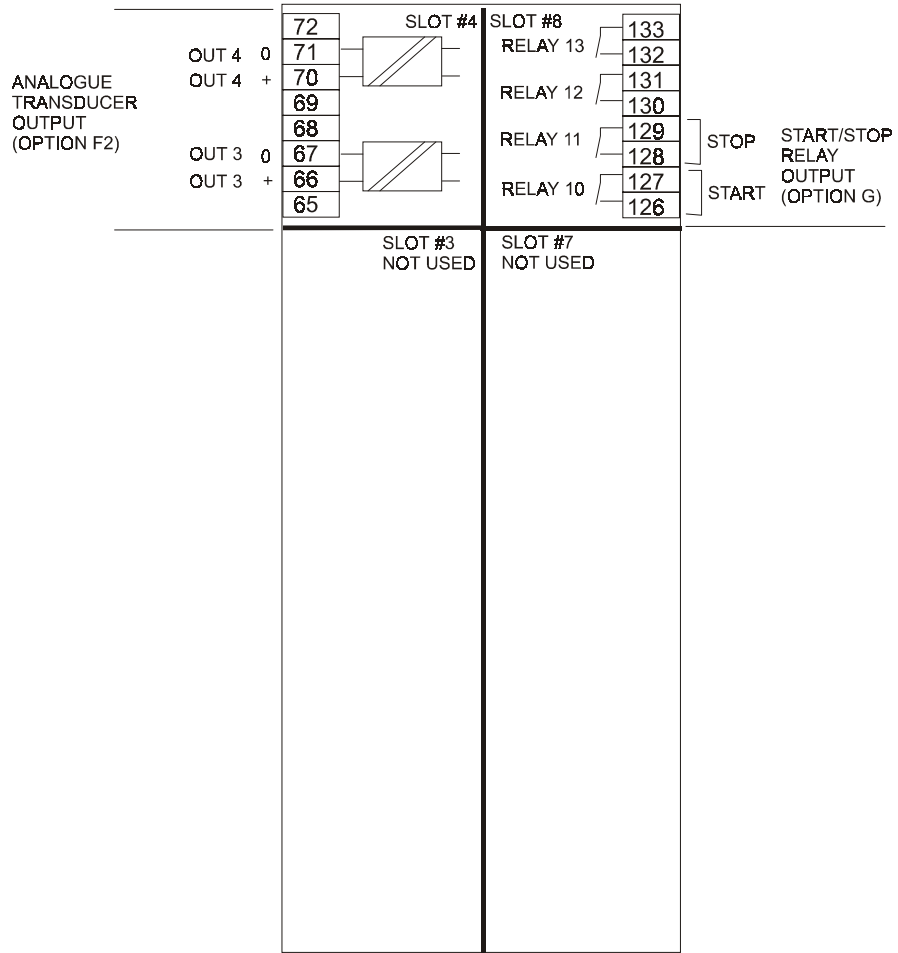 SLOT #4
SLOT #8
72
71
70
69
68
67
66
65
OUT 4 0
OUT 4 +
OUT 3 0
OUT 3 +
ANALOGUE
TRANSDUCER
OUTPUT
(OPTION F2)
RELAY 13
RELAY 12
RELAY 11
RELAY 10
133
132
131
130
129
128
127
126
STOP
START
START/STOP
RELAY
OUTPUT
(OPTION G)
SLOT #3
NOT USED
SLOT #7
NOT USED